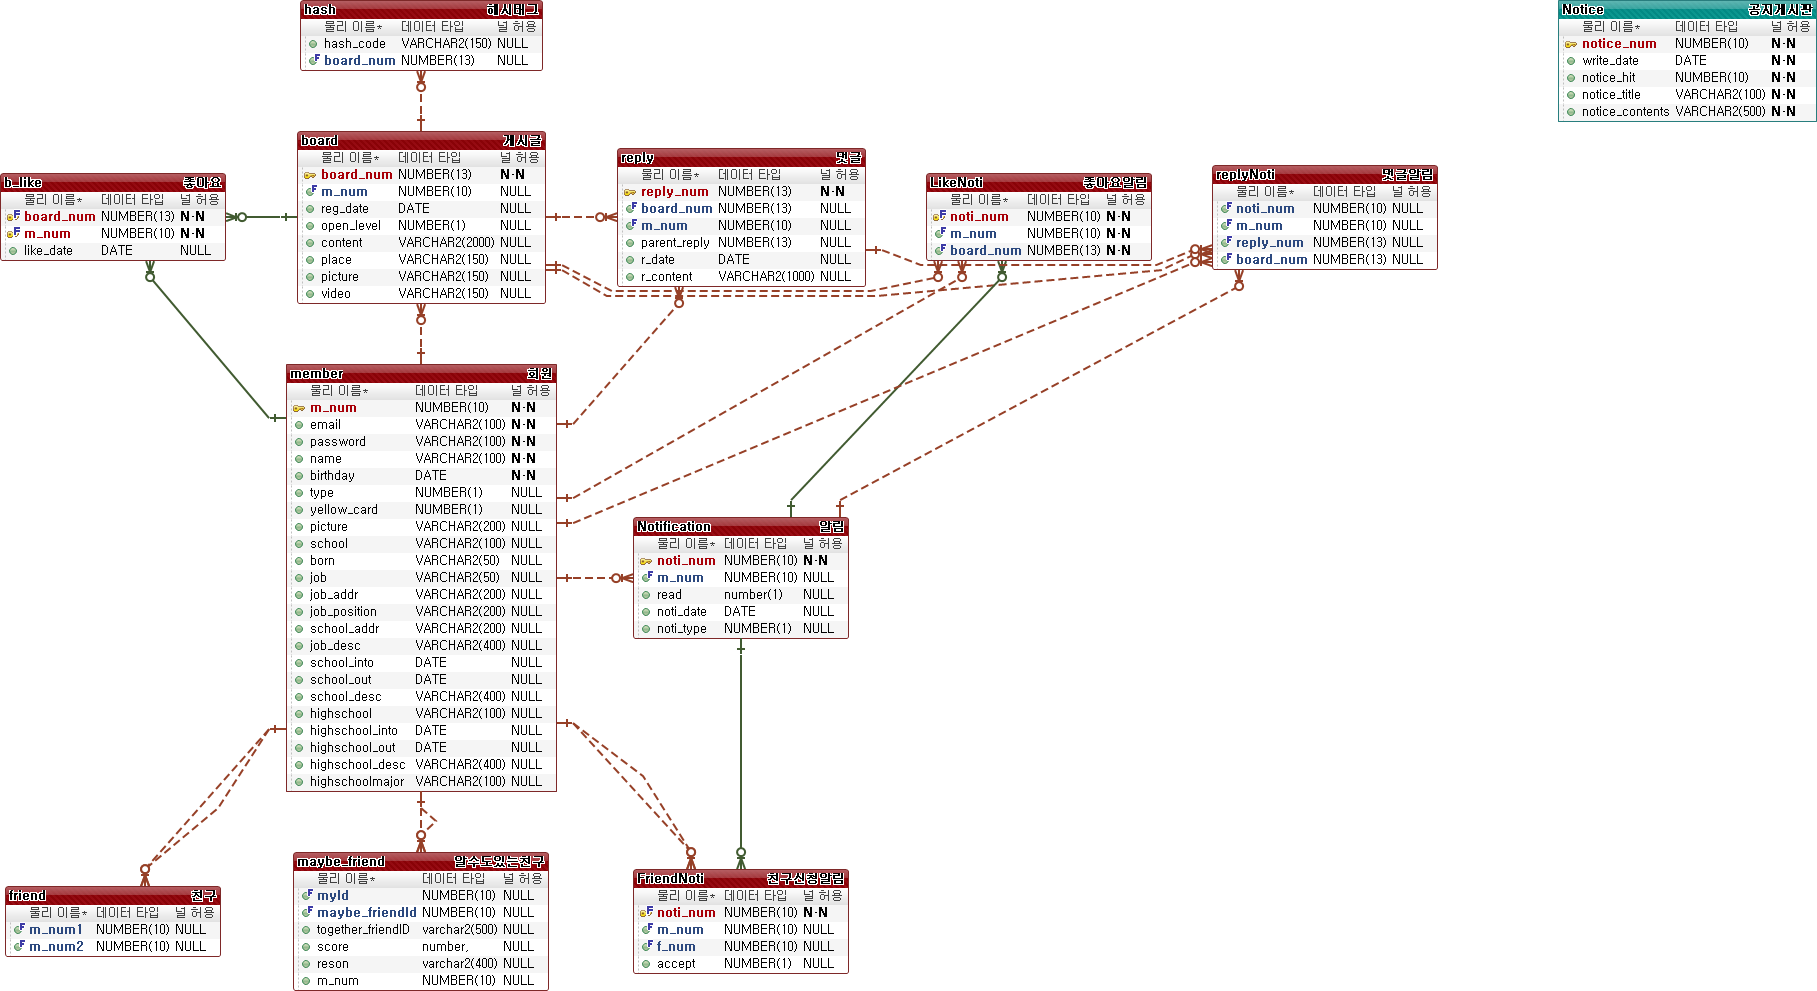 hash 해시태그
물리 이름* 데이터 타입 널 허용
hash_code VARCHAR2(150) NULL
board_num NUMBER(13) NULL
Notice 공지게시판
물리 이름* 데이터 타입 널 허용
notice_num NUMBER(10) N-N
write_date DATE N-N
notice_hit NUMBER(10) N-N
notice_title VARCHAR2(100) N-N
notice_contents VARCHAR2(500) N-N
board 게시글
물리 이름* 데이터 타입 널 허용
board_num NUMBER(13) N-N
m_num NUMBER(10) NULL
reg_date DATE NULL
open_level NUMBER(1) NULL
content VARCHAR2(2000) NULL
place VARCHAR2(150) NULL
picture VARCHAR2(150) NULL
video VARCHAR2(150) NULL
reply 댓글
물리 이름* 데이터 타입 널 허용
reply_num NUMBER(13) N-N
board_num NUMBER(13) NULL
m_num NUMBER(10) NULL
parent_reply NUMBER(13) NULL
r_date DATE NULL
r_content VARCHAR2(1000) NULL
b_like 좋아요
물리 이름* 데이터 타입 널 허용
board_num NUMBER(13) N-N
m_num NUMBER(10) N-N
like_date DATE NULL
LikeNoti 좋아요알림
물리 이름* 데이터 타입 널 허용
noti_num NUMBER(10) N-N
m_num NUMBER(10) N-N
board_num NUMBER(13) N-N
replyNoti 댓글알림
물리 이름* 데이터 타입 널 허용
noti_num NUMBER(10) NULL
m_num NUMBER(10) NULL
reply_num NUMBER(13) NULL
board_num NUMBER(13) NULL
member 회원
물리 이름* 데이터 타입 널 허용
m_num NUMBER(10) N-N
email VARCHAR2(100) N-N
password VARCHAR2(100) N-N
name VARCHAR2(100) N-N
birthday DATE N-N
type NUMBER(1) NULL
yellow_card NUMBER(1) NULL
picture VARCHAR2(200) NULL
school VARCHAR2(100) NULL
born VARCHAR2(50) NULL
job VARCHAR2(50) NULL
job_addr VARCHAR2(200) NULL
job_position VARCHAR2(200) NULL
school_addr VARCHAR2(200) NULL
job_desc VARCHAR2(400) NULL
school_into DATE NULL
school_out DATE NULL
school_desc VARCHAR2(400) NULL
highschool VARCHAR2(100) NULL
highschool_into DATE NULL
highschool_out DATE NULL
highschool_desc VARCHAR2(400) NULL
highschoolmajor VARCHAR2(100) NULL
Notification 알림
물리 이름* 데이터 타입 널 허용
noti_num NUMBER(10) N-N
m_num NUMBER(10) NULL
read number(1) NULL
noti_date DATE NULL
noti_type NUMBER(1) NULL
friend 친구
물리 이름* 데이터 타입 널 허용
m_num1 NUMBER(10) NULL
m_num2 NUMBER(10) NULL
maybe_friend 알수도있는친구
물리 이름* 데이터 타입 널 허용
myId NUMBER(10) NULL
maybe_friendId NUMBER(10) NULL
together_friendID varchar2(500) NULL
score number, NULL
reson varchar2(400) NULL
m_num NUMBER(10) NULL
FriendNoti 친구신청알림
물리 이름* 데이터 타입 널 허용
noti_num NUMBER(10) N-N
m_num NUMBER(10) NULL
f_num NUMBER(10) NULL
accept NUMBER(1) NULL